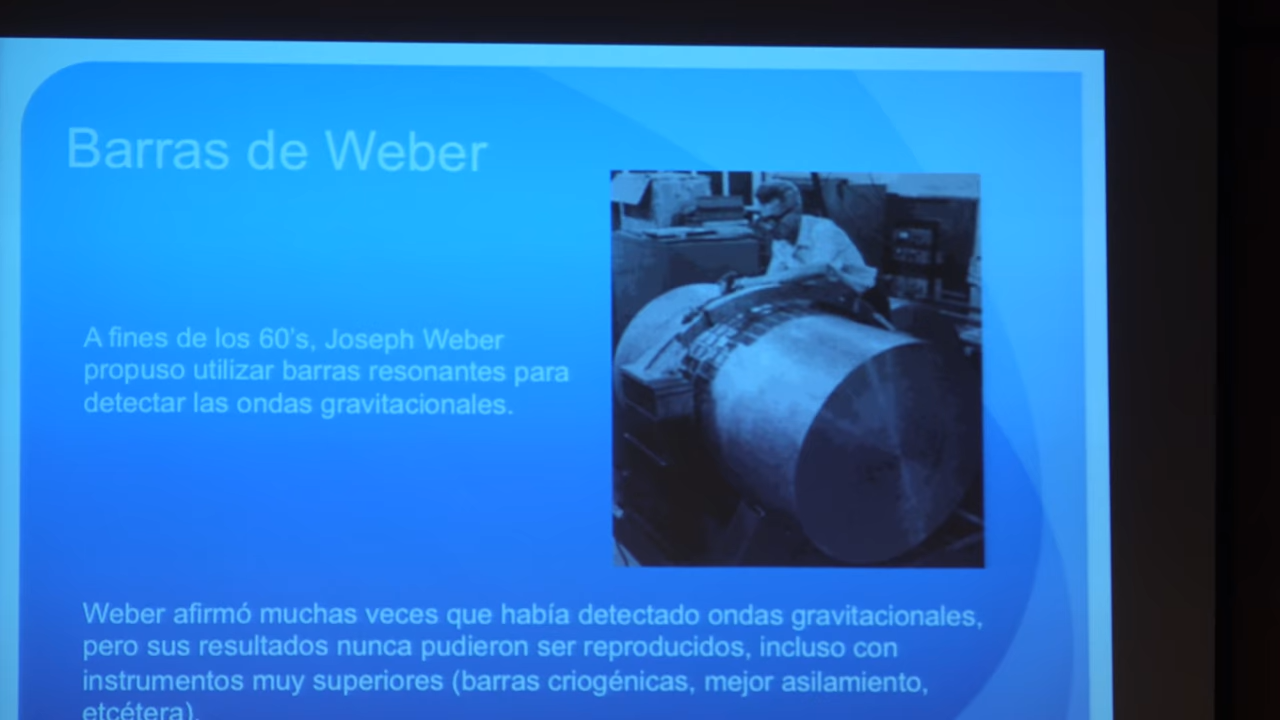 Barras de Weber
A fines de los 60's, Joseph Weber
propuso utilizar barras resonantes para
detectar las ondas gravitacionales.
Weber afirmó muchas veces que había detectado ondas gravitacionales,
pero sus resultados nunca pudieron ser reproducidos, incluso con
instrumentos muy superiores (barras criogénicas, mejor asilamiento,
etcétera).